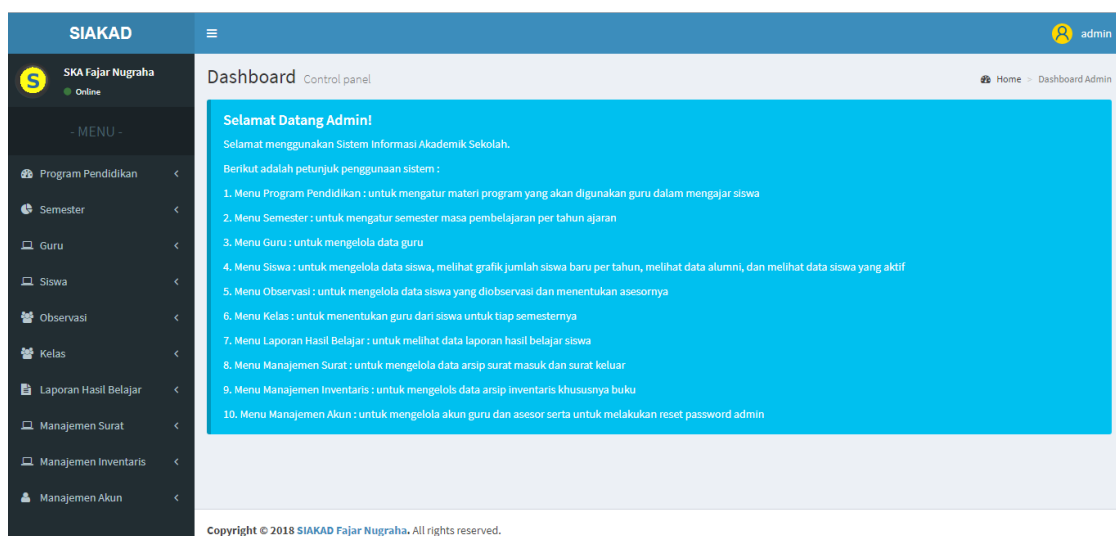 SIAKAD
admin
SKA Fajar Nugraha
Online
- MENU -
Program Pendidikan
Semester
Guru
Siswa
Observasi
Kelas
Laporan Hasil Belajar
Manajemen Surat
Manajemen Inventaris
Manajemen Akun
Dashboard Control panel
Home > Dashboard Admin
Selamat Datang Admin!
Selamat menggunakan Sistem Informasi Akademik Sekolah.
Berikut adalah petunjuk penggunaan sistem :
1. Menu Program Pendidikan : untuk mengatur materi program yang akan digunakan guru dalam mengajar siswa
2. Menu Semester : untuk mengatur semester masa pembelajaran per tahun ajaran
3. Menu Guru : untuk mengelola data guru
4. Menu Siswa : untuk mengelola data siswa, melihat grafik jumlah siswa baru per tahun, melihat data alumni, dan melihat data siswa yang aktif
5. Menu Observasi : untuk mengelola data siswa yang diobservasi dan menentukan asesornya
6. Menu Kelas : untuk menentukan guru dari siswa untuk tiap semesternya
7. Menu Laporan Hasil Belajar : untuk melihat data laporan hasil belajar siswa
8. Menu Manajemen Surat : untuk mengelola data arsip surat masuk dan surat keluar
9. Menu Manajemen Inventaris : untuk mengelols data arsip inventaris khususnya buku
10. Menu Manajemen Akun : untuk mengelola akun guru dan asesor serta untuk melakukan reset password admin
Copyright © 2018 SIAKAD Fajar Nugraha. All rights reserved.